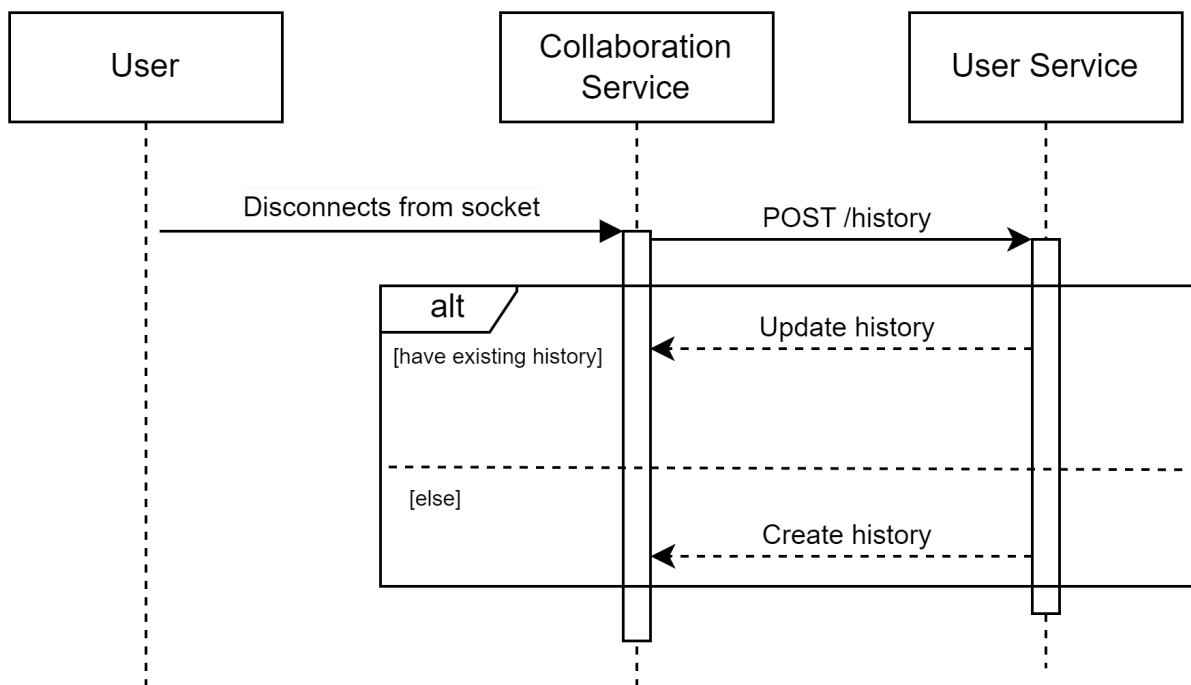 User
Collaboration
Service
User Service
Disconnects from socket
POST /history
alt
Update history
[have existing history]
[else]
Create history